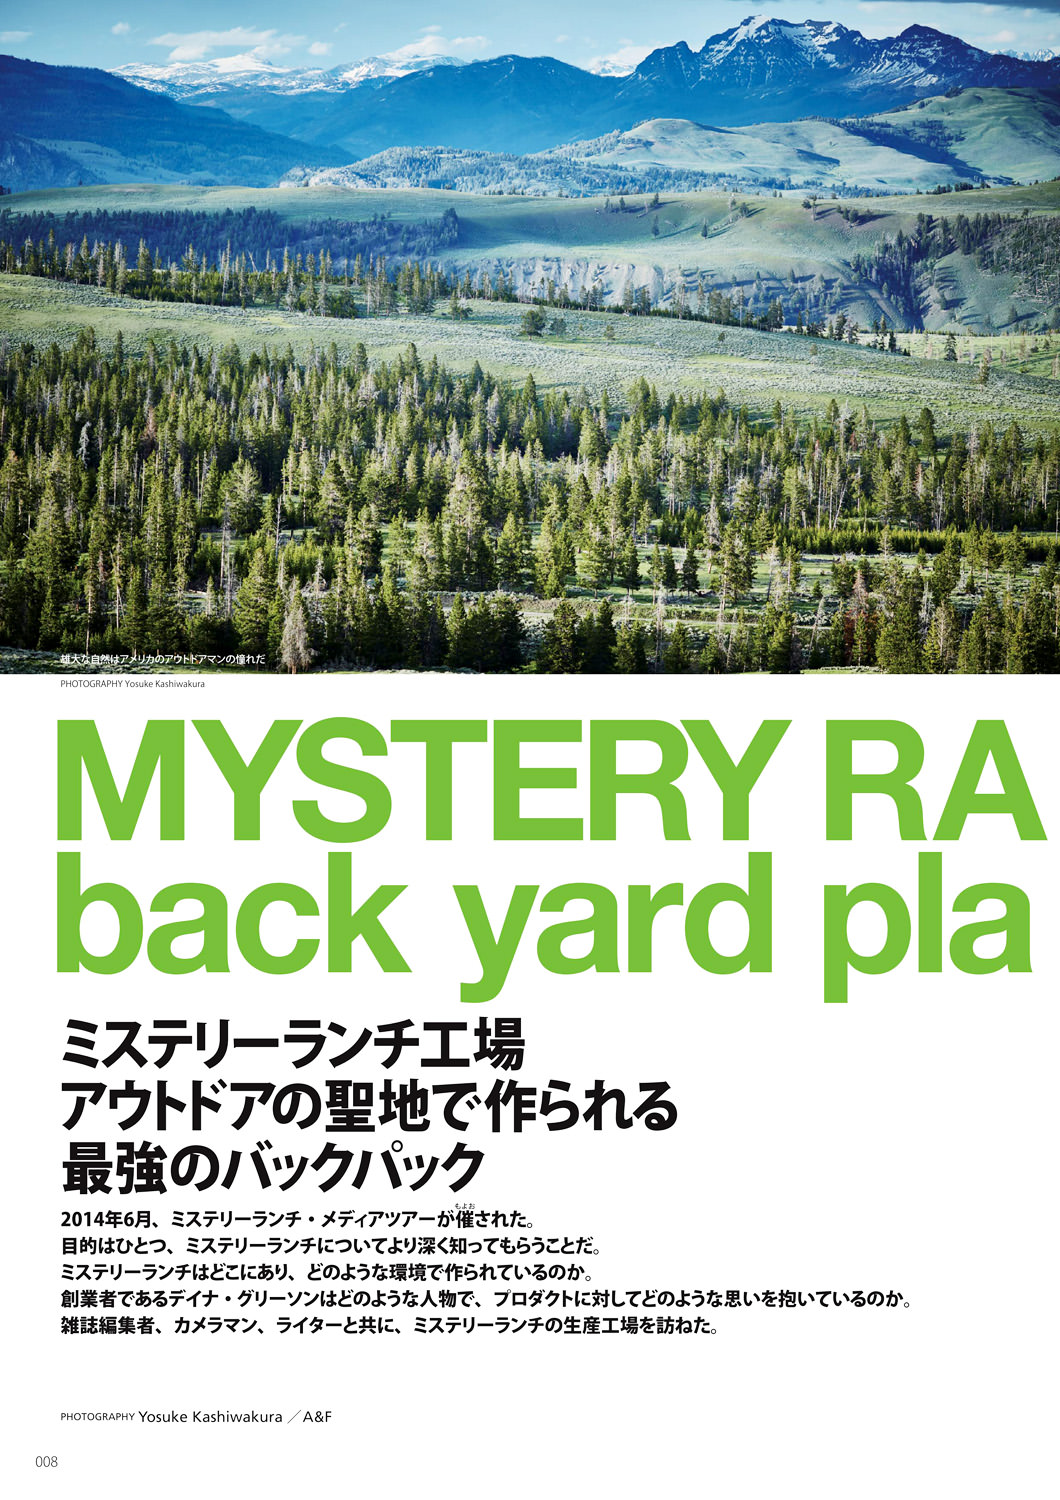 雄大な自然はアメリカのアウトドアマンの憧れだ
PHOTOGRAPHY Yosuke Kashiwakura
MYSTERY RA
back yard pla
ミステリーランチ工場
アウトドアの聖地で作られる
最強のバックパック
もよお
2014年6月、ミステリーランチ・メディアツアーが催された。
目的はひとつ、ミステリーランチについてより深く知ってもらうことだ。
ミステリーランチはどこにあり、どのような環境で作られているのか。
創業者であるデイナ・グリーソンはどのような人物で、プロダクトに対してどのような思いを抱いているのか。
雑誌編集者、カメラマン、ライターと共に、ミステリーランチの生産工場を訪ねた。
PHOTOGRAPHY Yosuke Kashiwakura ／A&F
008